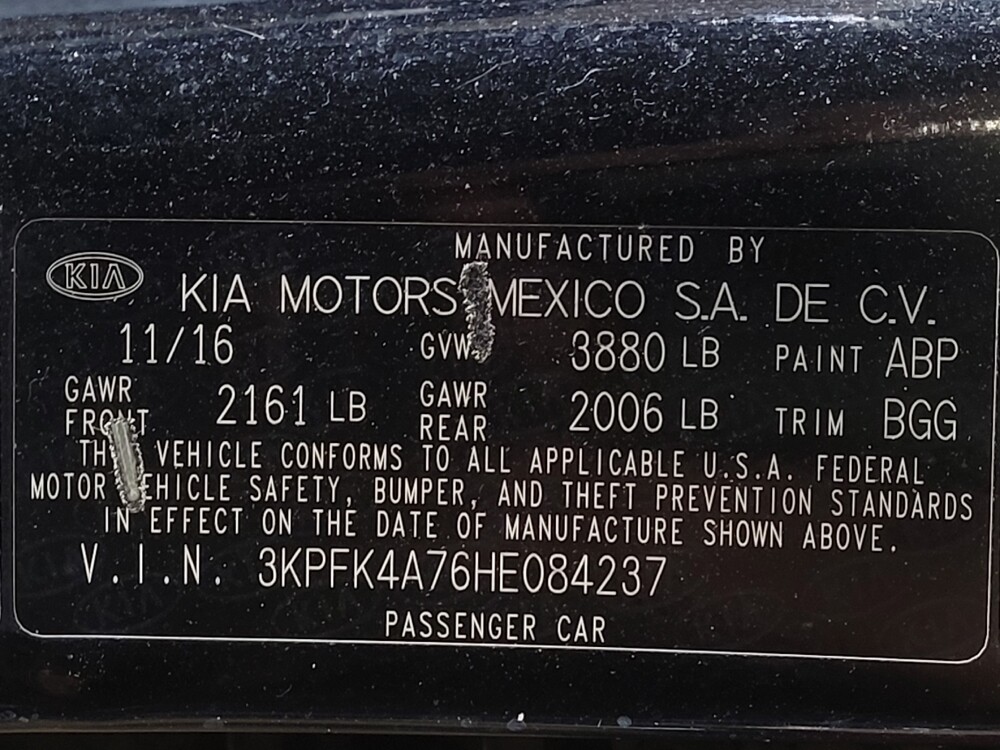 MANUFACTURED BY
KIA
KIA MOTORS MEXICO S.A. DE C.V.
11/16 GVW 3880 LB PAINT ABP
GAWR FRONT 2161 LB GAWR REAR 2006 LB TRIM BGG
VEHICLE CONFORMS TO ALL APPLICABLE U.S.A. FEDERAL
MOTOR VEHICLE SAFETY, BUMPER, AND THEFT PREVENTION STANDARDS
IN EFFECT ON THE DATE OF MANUFACTURE SHOWN ABOVE.
V.I.N. 3KPFK4A76HE084237
PASSENGER CAR